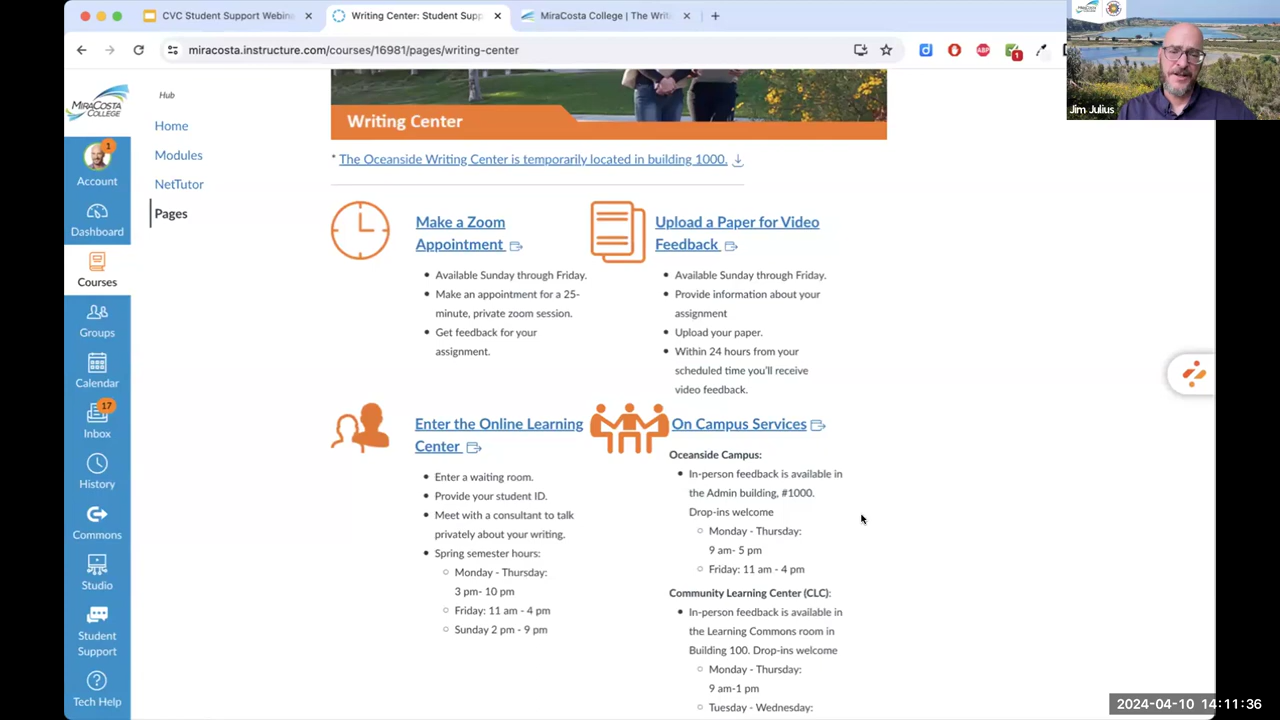 CVC Student Support Webin
Writing Center: Student Supp
MiraCosta College | The Writ
miracosta.instructure.com/courses/16981/pages/writing-center
d
ABP
1
Jim Julius
MIRACOSTA COLLEGE
1
Account
Dashboard
Courses
Groups
Calendar
17
Inbox
History
Commons
Studio
Student
Support
Tech Help
Hub
Home
Modules
NetTutor
Pages
Writing Center
* The Oceanside Writing Center is temporarily located in building 1000.
Make a Zoom
Appointment
Available Sunday through Friday.
Make an appointment for a 25-
minute, private zoom session.
Get feedback for your
assignment.
Upload a Paper for Video
Feedback
Available Sunday through Friday.
Provide information about your
assignment
Upload your paper.
Within 24 hours from your
scheduled time you'll receive
video feedback.
Enter the Online Learning
Center
Enter a waiting room.
Provide your student ID.
Meet with a consultant to talk
privately about your writing.
Spring semester hours:
Monday - Thursday:
3 pm- 10 pm
Friday: 11 am - 4 pm
Sunday 2 pm - 9 pm
On Campus Services
Oceanside Campus:
In-person feedback is available in
the Admin building, #1000.
Drop-ins welcome
Monday - Thursday:
9 am- 5 pm
Friday: 11 am - 4 pm
Community Learning Center (CLC):
In-person feedback is available in
the Learning Commons room in
Building 100. Drop-ins welcome
Monday - Thursday:
9 am-1 pm
Tuesday - Wednesday:
2024-04-10 14:11:36